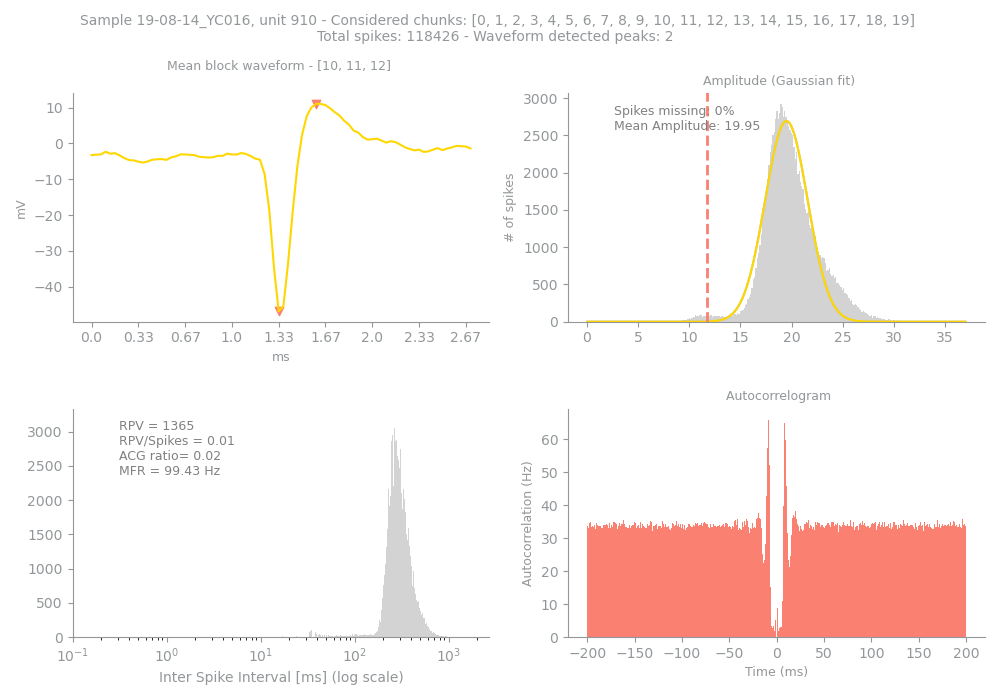 Sample 19-08-14_YC016, unit 910 - Considered chunks: [0, 1, 2, 3, 4, 5, 6, 7, 8, 9, 10, 11, 12, 13, 14, 15, 16, 17, 18, 19]
Total spikes: 118426 - Waveform detected peaks: 2
Mean block waveform - [10, 11, 12]
10
0
−10
−20
−30
−40
mV
0.0 0.33 0.67 1.0 1.33 1.67 2.0 2.33 2.67
ms
Amplitude (Gaussian fit)
Spikes missing: 0%
Mean Amplitude: 19.95
3000
2500
2000
1500
1000
500
0
# of spikes
0 5 10 15 20 25 30 35
RPV = 1365
RPV/Spikes = 0.01
ACG ratio= 0.02
MFR = 99.43 Hz
3000
2500
2000
1500
1000
500
0
10⁻¹ 10⁰ 10¹ 10² 10³
Inter Spike Interval [ms] (log scale)
Autocorrelogram
60
50
40
30
20
10
0
Autocorrelation (Hz)
−200 −150 −100 −50 0 50 100 150 200
Time (ms)